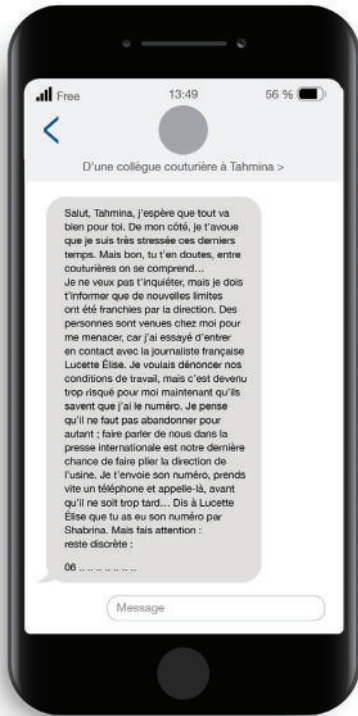 Free 13:49 56 %
D'une collègue couturière à Tahmina >
Salut, Tahmina, j'espère que tout va
bien pour toi. De mon côté, je t'avoue
que je suis très stressée ces derniers
temps. Mais bon, tu t'en doutes, entre
couturières on se comprend…
Je ne veux pas t'inquiéter, mais je dois
t'informer que de nouvelles limites
ont été franchies par la direction. Des
personnes sont venues chez moi pour
me menacer, car j'ai essayé d'entrer
en contact avec la journaliste française
Lucette Élise. Je voulais dénoncer nos
conditions de travail, mais c'est devenu
trop risqué pour moi maintenant qu'ils
savent que j'ai le numéro. Je pense
qu'il ne faut pas abandonner pour
autant ; faire parler de nous dans la
presse internationale est notre dernière
chance de faire plier la direction de
l'usine. Je t'envoie son numéro, prends
vite un téléphone et appelle-là, avant
qu'il ne soit trop tard… Dis à Lucette
Élise que tu as eu son numéro par
Shabrina. Mais fais attention :
reste discrète :
06 .. .. .. .. .. .. ..
Message